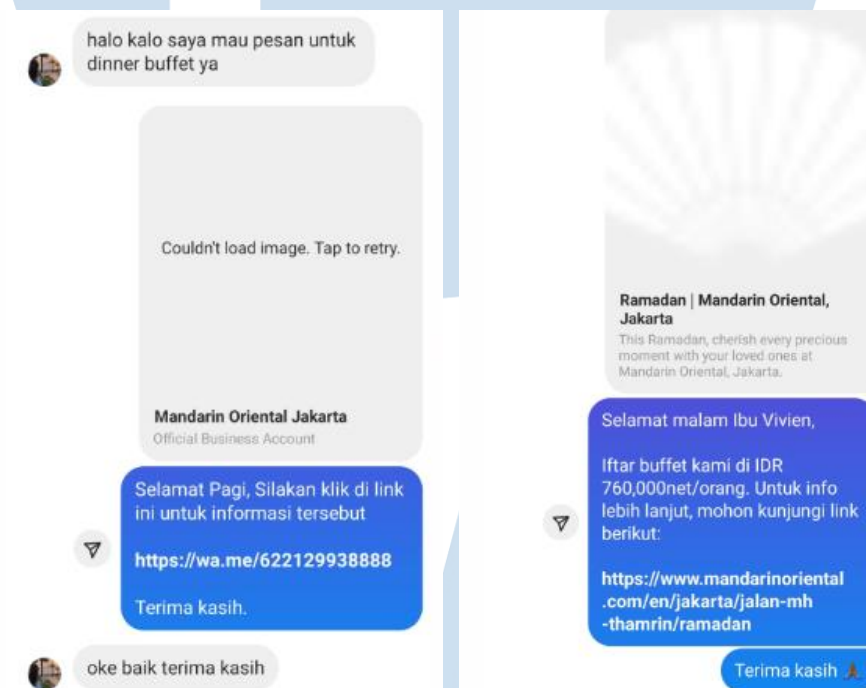 halo kalo saya mau pesan untuk
dinner buffet ya
Couldn't load image. Tap to retry.
Mandarin Oriental Jakarta
Official Business Account
Selamat Pagi, Silakan klik di link
ini untuk informasi tersebut
https://wa.me/622129938888
Terima kasih.
oke baik terima kasih
Ramadan | Mandarin Oriental,
Jakarta
This Ramadan, cherish every precious
moment with your loved ones at
Mandarin Oriental, Jakarta.
Selamat malam Ibu Vivien,
Iftar buffet kami di IDR
760,000net/orang. Untuk info
lebih lanjut, mohon kunjungi link
berikut:
https://www.mandarinoriental
.com/en/jakarta/jalan-mh
-thamrin/ramadan
Terima kasih